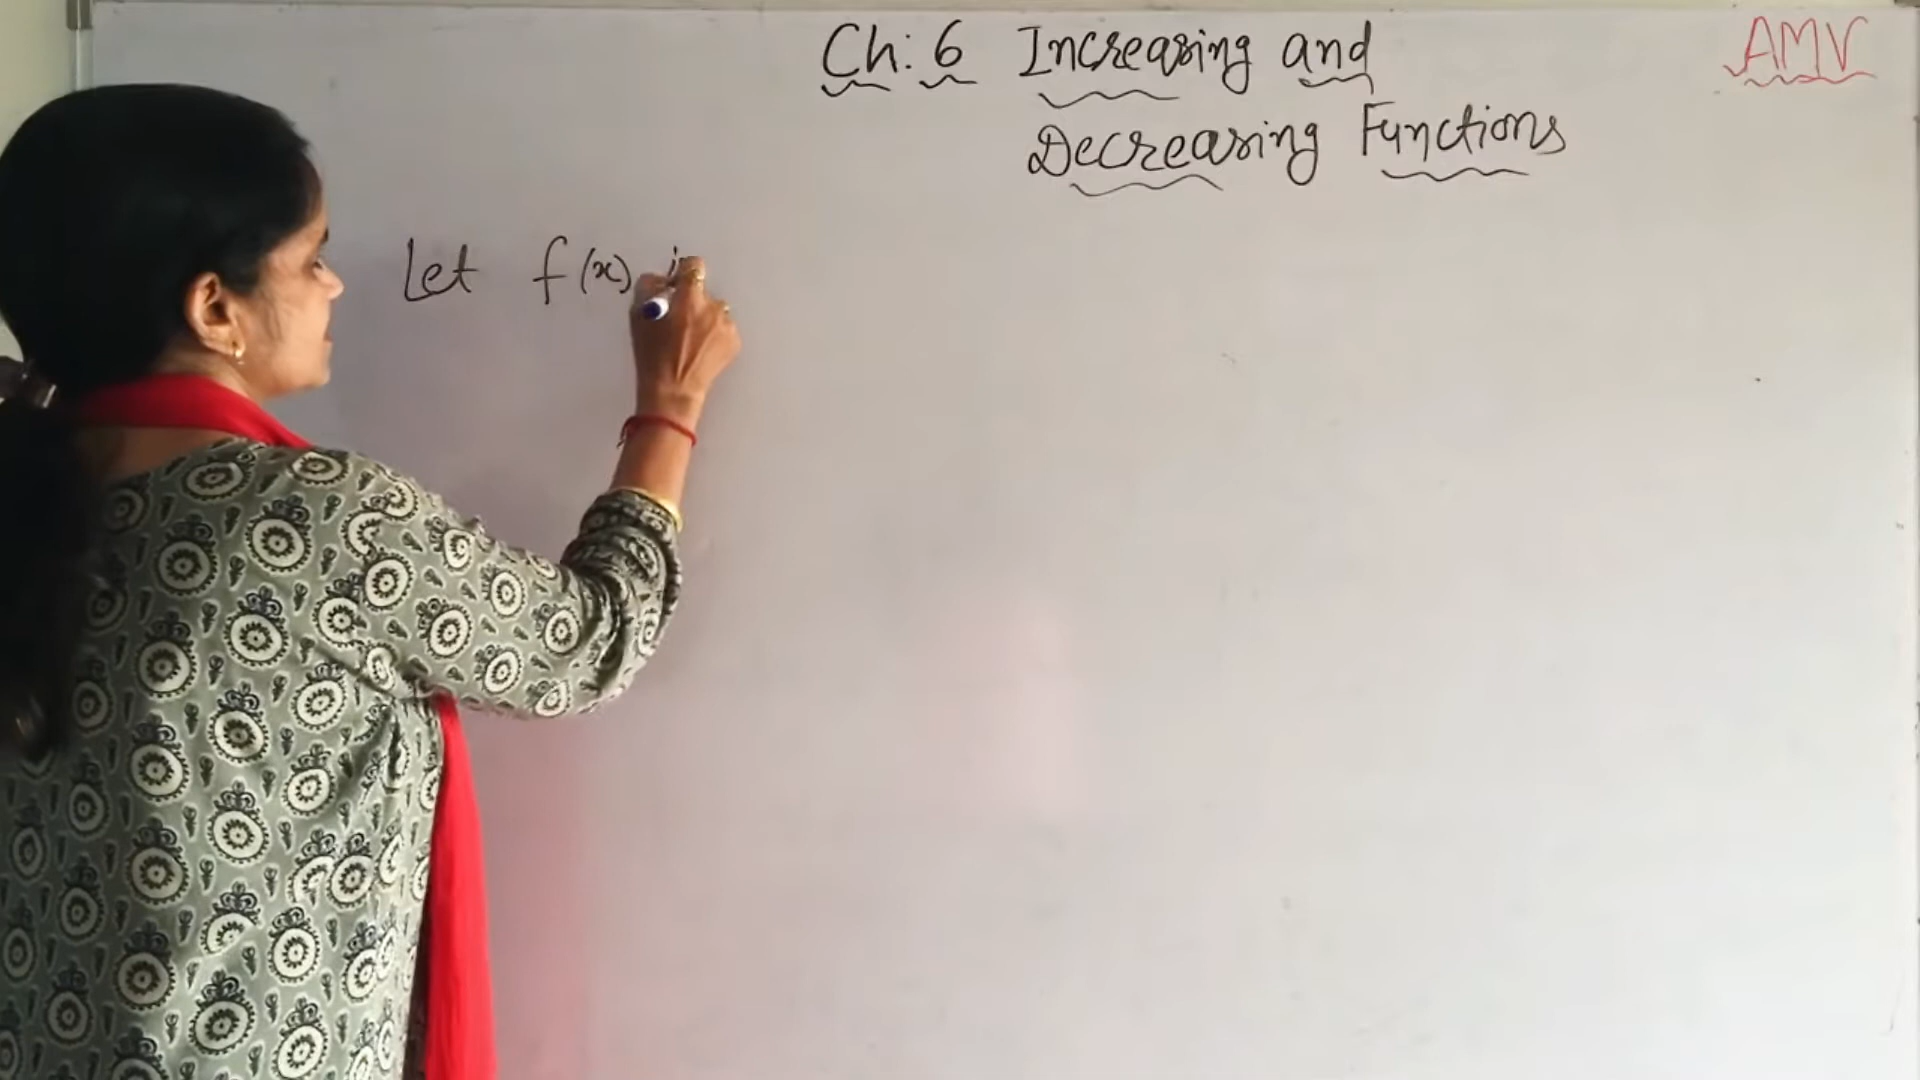 Ch: 6 Increasing and
Decreasing Functions
AMV
Let f(x)